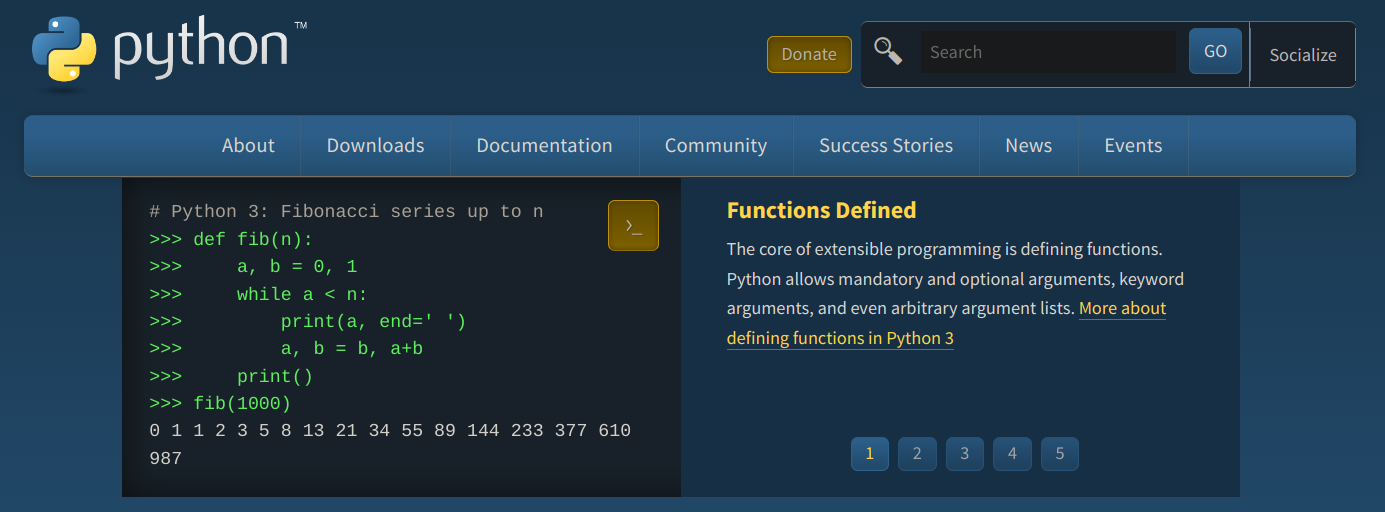 python™
Donate
Search
GO
Socialize
About
Downloads
Documentation
Community
Success Stories
News
Events
# Python 3: Fibonacci series up to n
>>> def fib(n):
>>>     a, b = 0, 1
>>>     while a < n:
>>>         print(a, end=' ')
>>>         a, b = b, a+b
>>>     print()
>>> fib(1000)
0 1 1 2 3 5 8 13 21 34 55 89 144 233 377 610
987
>_
Functions Defined
The core of extensible programming is defining functions.
Python allows mandatory and optional arguments, keyword
arguments, and even arbitrary argument lists. More about
defining functions in Python 3
1
2
3
4
5